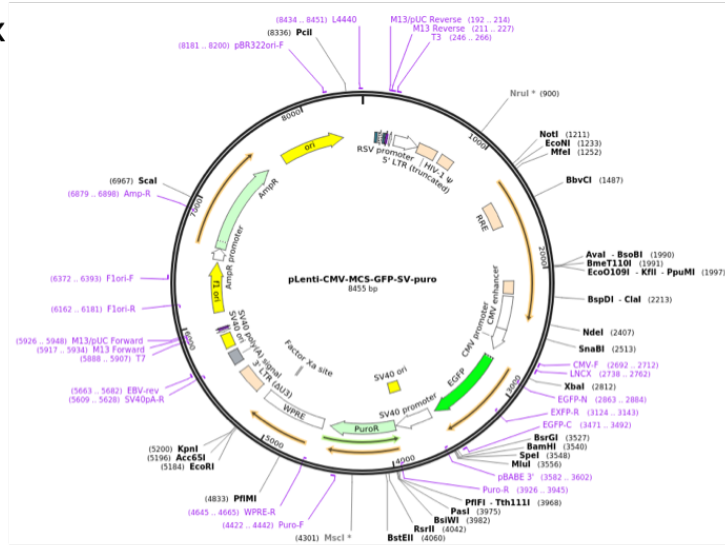 K
(8434 .. 8451) L4440
(8336) PciI
(8181 .. 8200) pBR322ori-F
M13/pUC Reverse (192 .. 214)
M13 Reverse (211 .. 227)
T3 (246 .. 266)
NruI * (900)
NotI (1211)
EcoNI (1233)
MfeI (1252)
BbvCI (1487)
AvaI - BsoBI (1990)
BmeT110I (1991)
EcoO109I - KflI - PpuMI (1997)
BspDI - ClaI (2213)
NdeI (2407)
SnaBI (2513)
CMV-F (2692 .. 2712)
LNCX (2738 .. 2762)
XbaI (2812)
EGFP-N (2863 .. 2884)
EXFP-R (3124 .. 3143)
EGFP-C (3471 .. 3492)
BsrGI (3527)
BamHI (3540)
SpeI (3548)
MluI (3556)
pBABE 3' (3582 .. 3602)
Puro-R (3926 .. 3945)
PflFI - Tth111I (3968)
PasI (3975)
BsiWI (3982)
RsrII (4042)
BstEII (4060)
(4301) MscI *
(4422 .. 4442) Puro-F
(4645 .. 4665) WPRE-R
(4833) PflMI
(5184) EcoRI
(5196) Acc65I
(5200) KpnI
(5609 .. 5628) SV40pA-R
(5663 .. 5682) EBV-rev
(5888 .. 5907) T7
(5917 .. 5934) M13 Forward
(5926 .. 5948) M13/pUC Forward
(6162 .. 6181) F1ori-R
(6372 .. 6393) F1ori-F
(6879 .. 6898) Amp-R
(6967) ScaI
1000
2000
3000
4000
5000
6000
7000
8000
ori
RSV promoter
5' LTR (truncated)
HIV-1 Ψ
RRE
CMV enhancer
CMV promoter
EGFP
SV40 promoter
SV40 ori
PuroR
WPRE
Factor Xa site
3' LTR (ΔU3)
SV40 poly(A) signal
SV40 ori
f1 ori
AmpR promoter
AmpR
pLenti-CMV-MCS-GFP-SV-puro
8455 bp